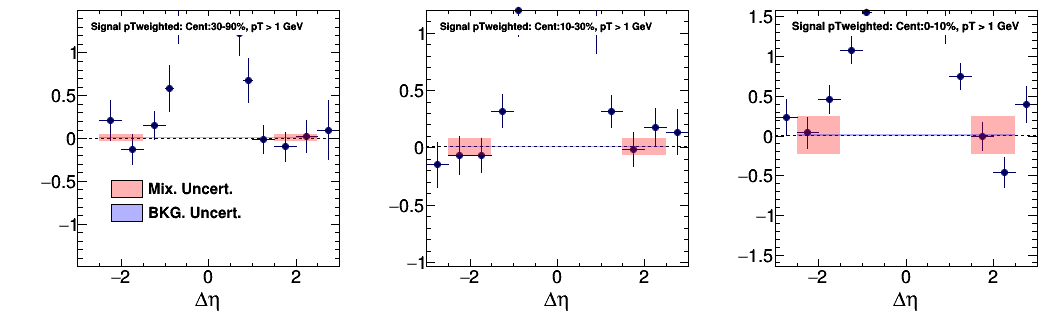 Signal pTweighted: Cent:30-90%, pT > 1 GeV
1
0.5
0
−0.5
−1
Mix. Uncert.
BKG. Uncert.
−2 0 2
Δη
Signal pTweighted: Cent:10-30%, pT > 1 GeV
1
0.5
0
−0.5
−1
−2 0 2
Δη
Signal pTweighted: Cent:0-10%, pT > 1 GeV
1.5
1
0.5
0
−0.5
−1
−1.5
−2 0 2
Δη